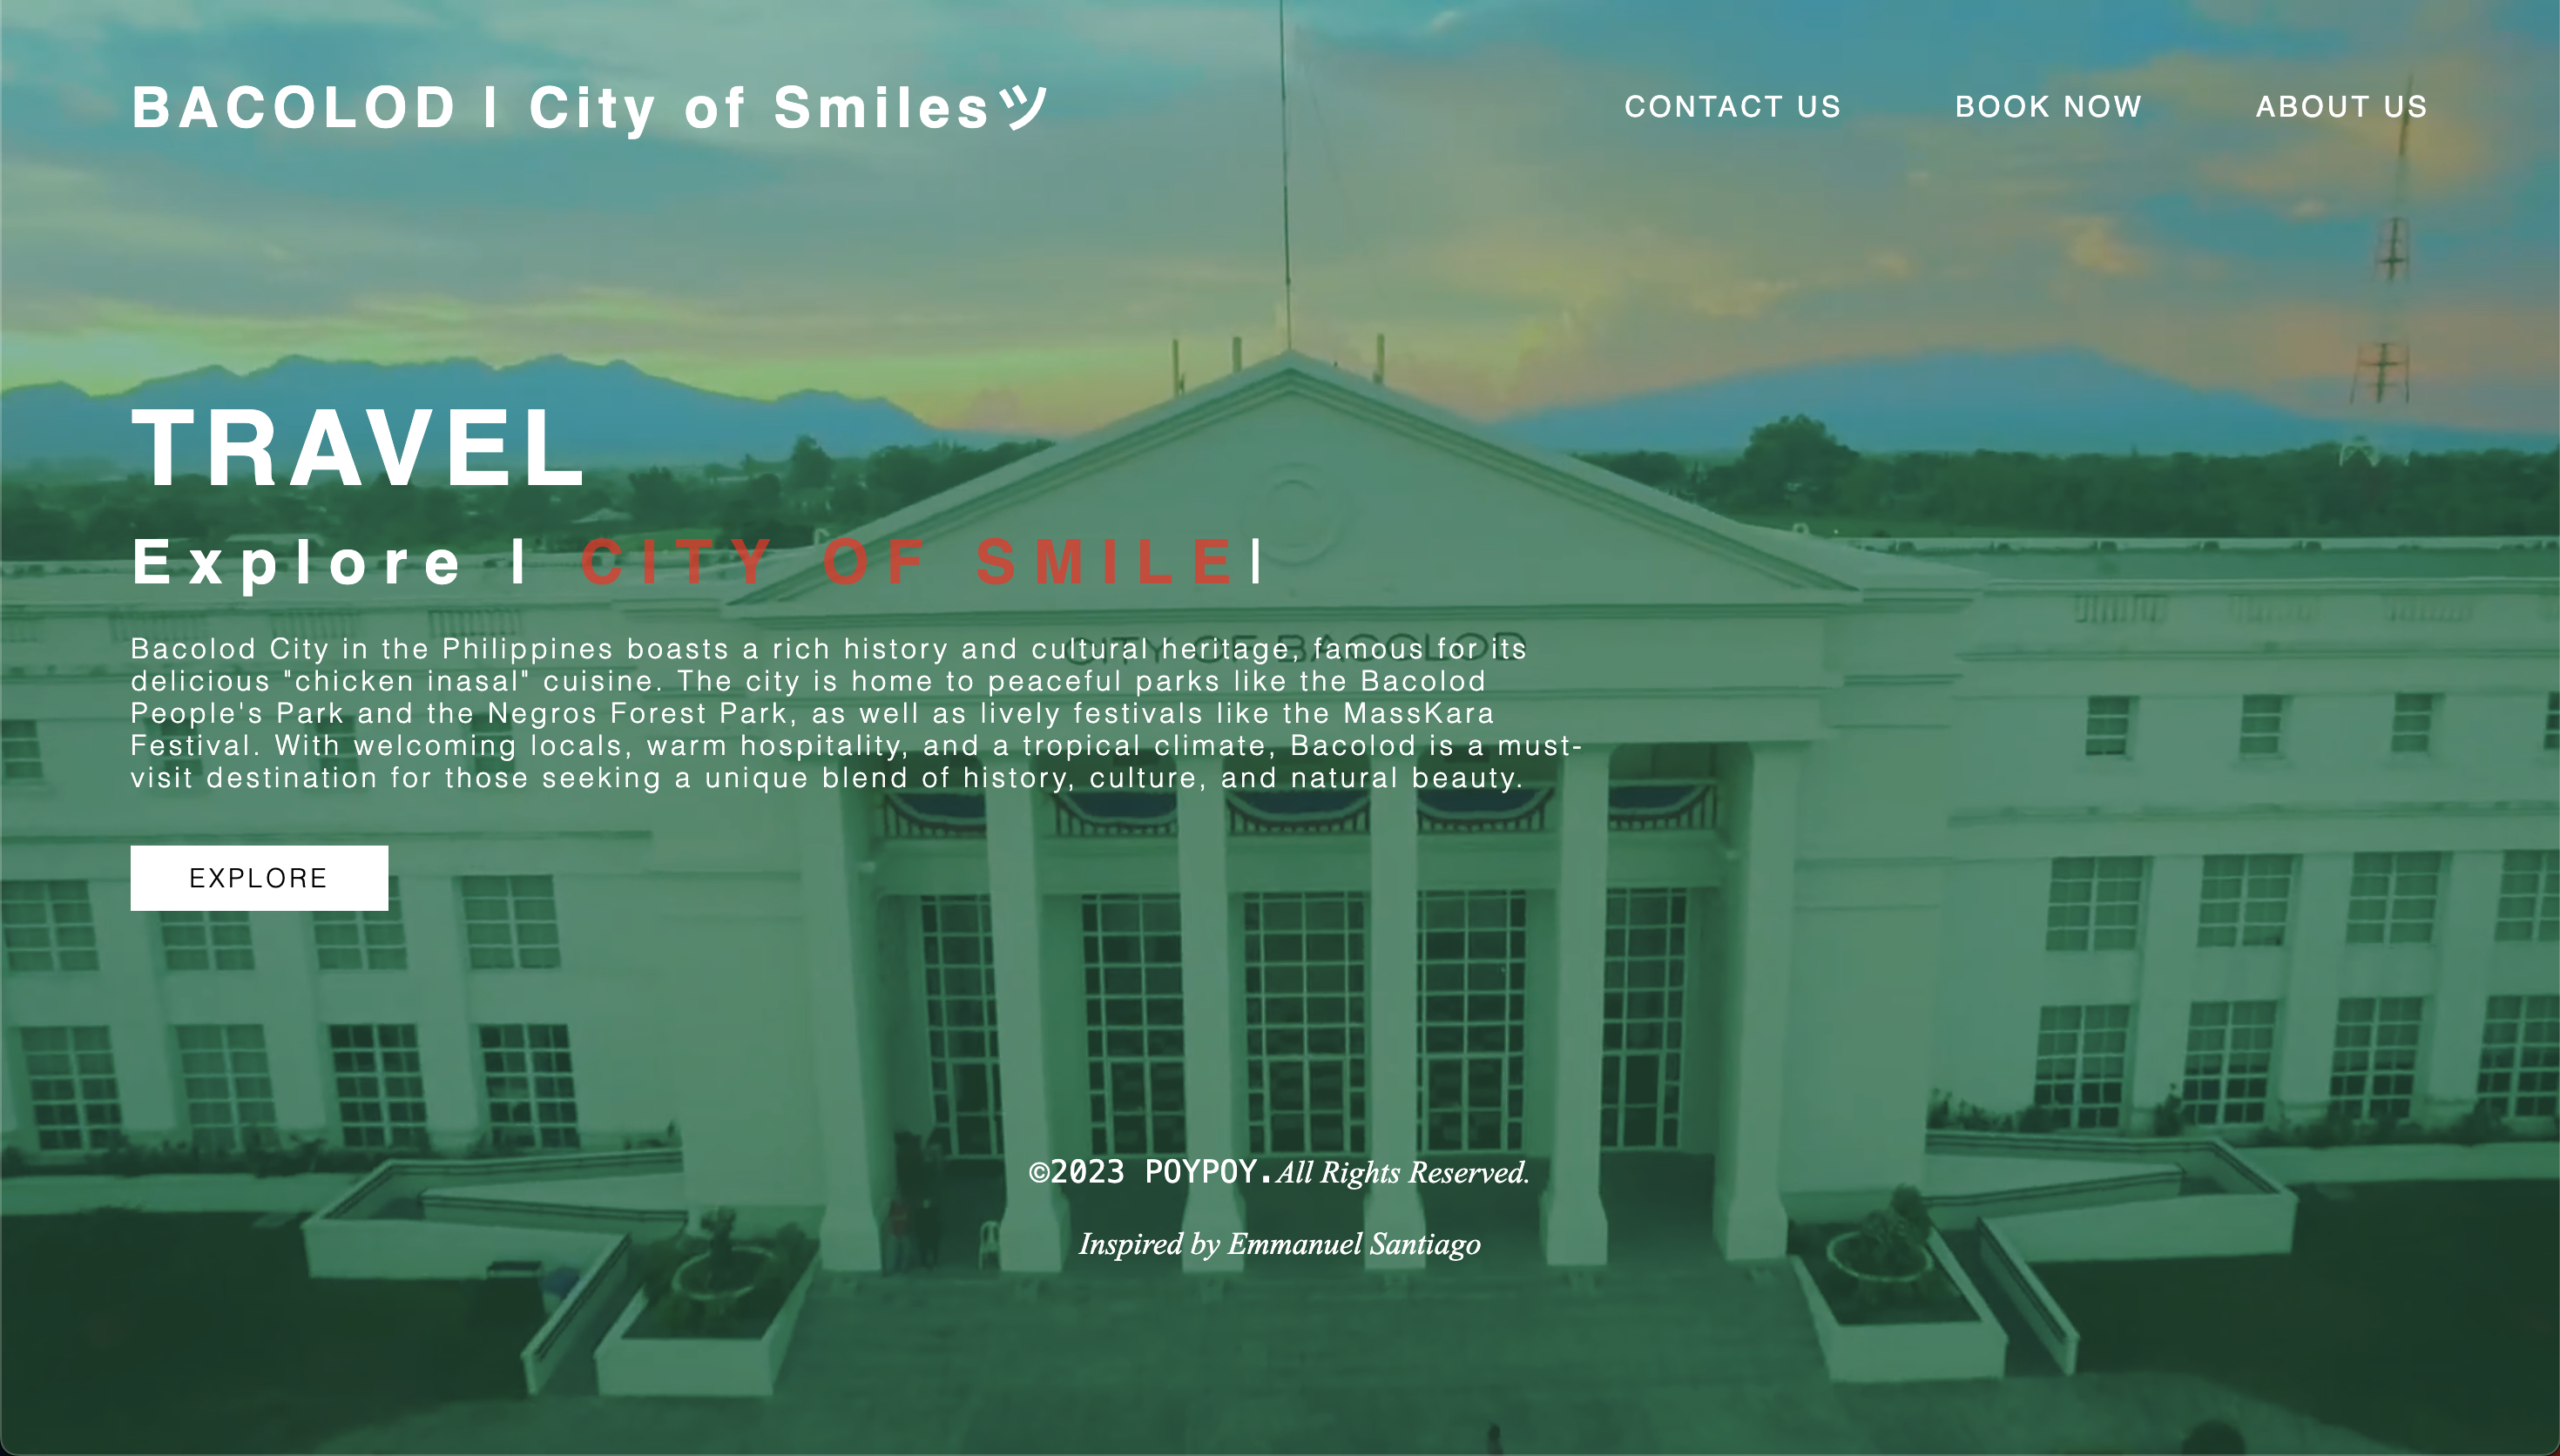 BACOLOD | City of Smilesツ
CONTACT US
BOOK NOW
ABOUT US
TRAVEL
Explore | CITY OF SMILE|
CITY OF BACOLOD
Bacolod City in the Philippines boasts a rich history and cultural heritage, famous for its
delicious "chicken inasal" cuisine. The city is home to peaceful parks like the Bacolod
People's Park and the Negros Forest Park, as well as lively festivals like the MassKara
Festival. With welcoming locals, warm hospitality, and a tropical climate, Bacolod is a must-
visit destination for those seeking a unique blend of history, culture, and natural beauty.
EXPLORE
©2023 POYPOY.All Rights Reserved.
Inspired by Emmanuel Santiago